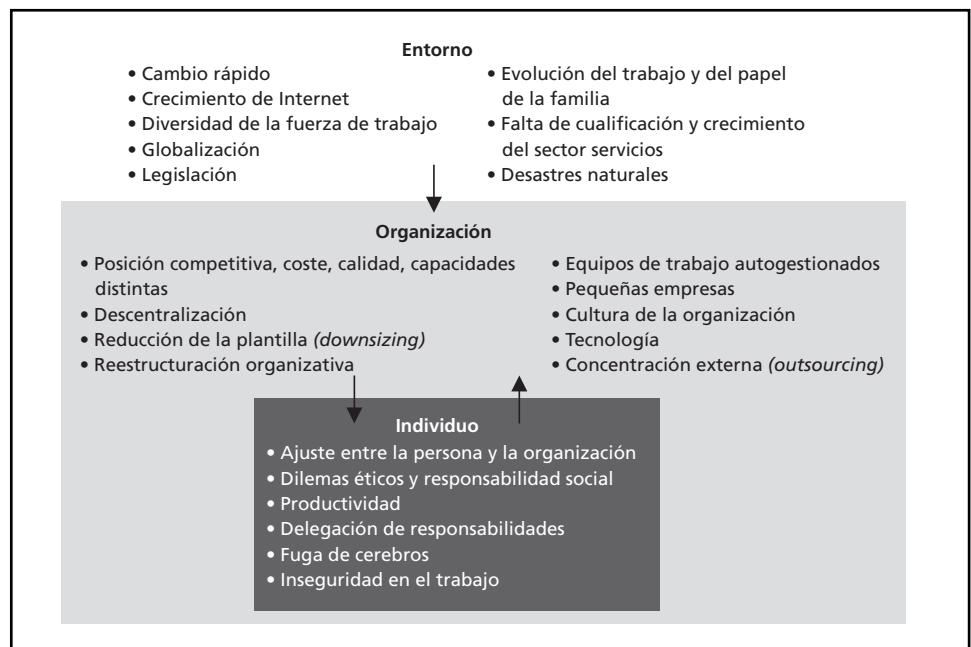 Entorno
• Cambio rápido
• Crecimiento de Internet
• Diversidad de la fuerza de trabajo
• Globalización
• Legislación
• Evolución del trabajo y del papel
de la familia
• Falta de cualificación y crecimiento
del sector servicios
• Desastres naturales
Organización
• Posición competitiva, coste, calidad, capacidades
distintas
• Descentralización
• Reducción de la plantilla (downsizing)
• Reestructuración organizativa
• Equipos de trabajo autogestionados
• Pequeñas empresas
• Cultura de la organización
• Tecnología
• Concentración externa (outsourcing)
Individuo
• Ajuste entre la persona y la organización
• Dilemas éticos y responsabilidad social
• Productividad
• Delegación de responsabilidades
• Fuga de cerebros
• Inseguridad en el trabajo